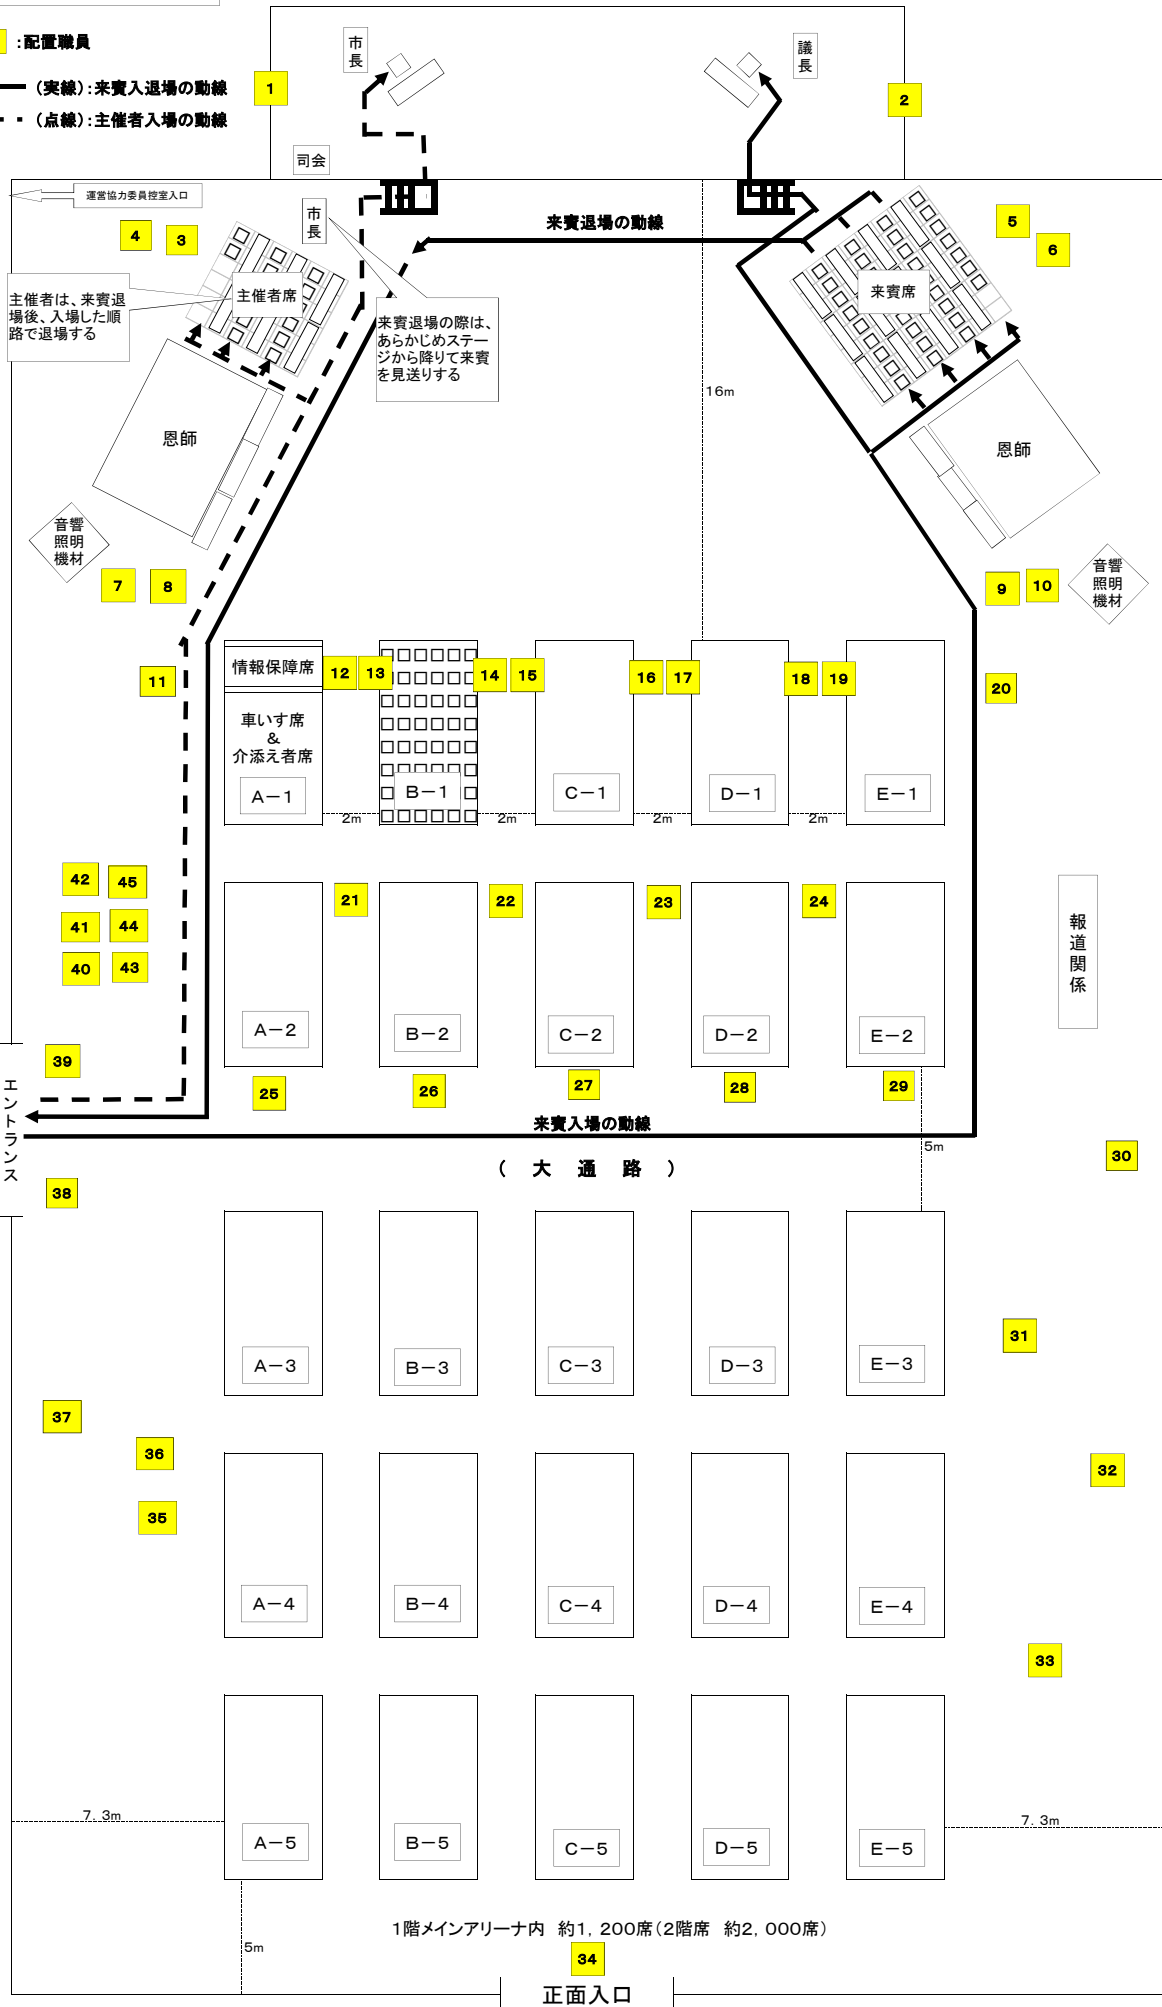 ：配置職員
（実線）：来賓入退場の動線
（点線）：主催者入場の動線
1
市長
議長
2
司会
運営協力委員控室入口
4
3
市長
来賓退場の動線
5
6
主催者席
来賓席
主催者は、来賓退
場後、入場した順
路で退場する
来賓退場の際は、
あらかじめステー
ジから降りて来賓
を見送りする
16m
恩師
恩師
音響
照明
機材
音響
照明
機材
7
8
9
10
11
情報保障席
12
13
14
15
16
17
18
19
20
車いす席
＆
介添え者席
A－1
B－1
C－1
D－1
E－1
2m
2m
2m
2m
42
45
41
44
40
43
21
22
23
24
報道関係
A－2
B－2
C－2
D－2
E－2
39
25
26
27
28
29
エントランス
来賓入場の動線
（　大　通　路　）
5m
30
38
A－3
B－3
C－3
D－3
E－3
31
37
36
35
32
A－4
B－4
C－4
D－4
E－4
33
7．3m
7．3m
A－5
B－5
C－5
D－5
E－5
1階メインアリーナ内　約1，200席（2階席　約2，000席）
5m
34
正面入口